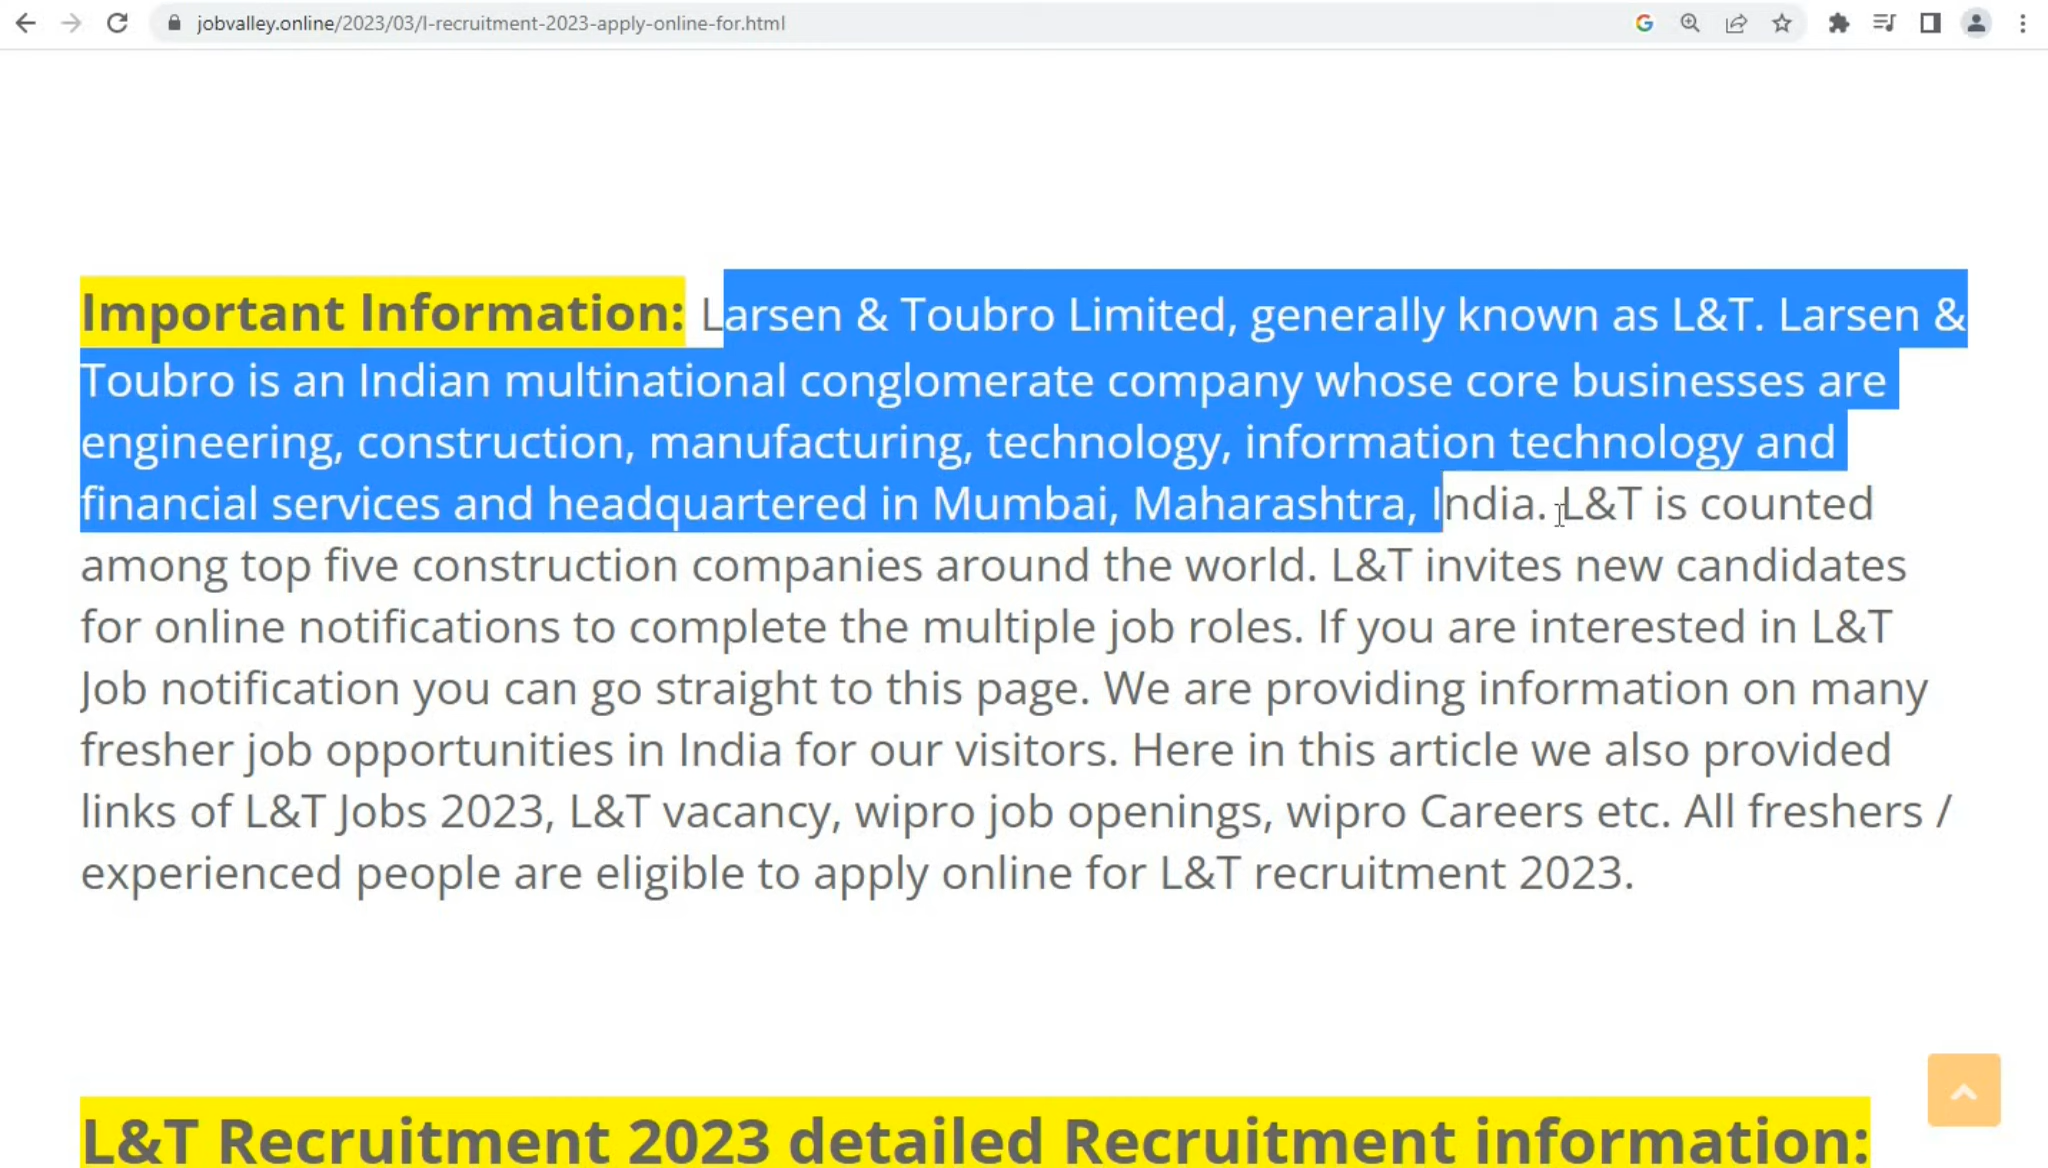 jobvalley.online/2023/03/l-recruitment-2023-apply-online-for.html
Important Information: Larsen & Toubro Limited, generally known as L&T. Larsen &
Toubro is an Indian multinational conglomerate company whose core businesses are
engineering, construction, manufacturing, technology, information technology and
financial services and headquartered in Mumbai, Maharashtra, India. L&T is counted
among top five construction companies around the world. L&T invites new candidates
for online notifications to complete the multiple job roles. If you are interested in L&T
Job notification you can go straight to this page. We are providing information on many
fresher job opportunities in India for our visitors. Here in this article we also provided
links of L&T Jobs 2023, L&T vacancy, wipro job openings, wipro Careers etc. All freshers /
experienced people are eligible to apply online for L&T recruitment 2023.
L&T Recruitment 2023 detailed Recruitment information: